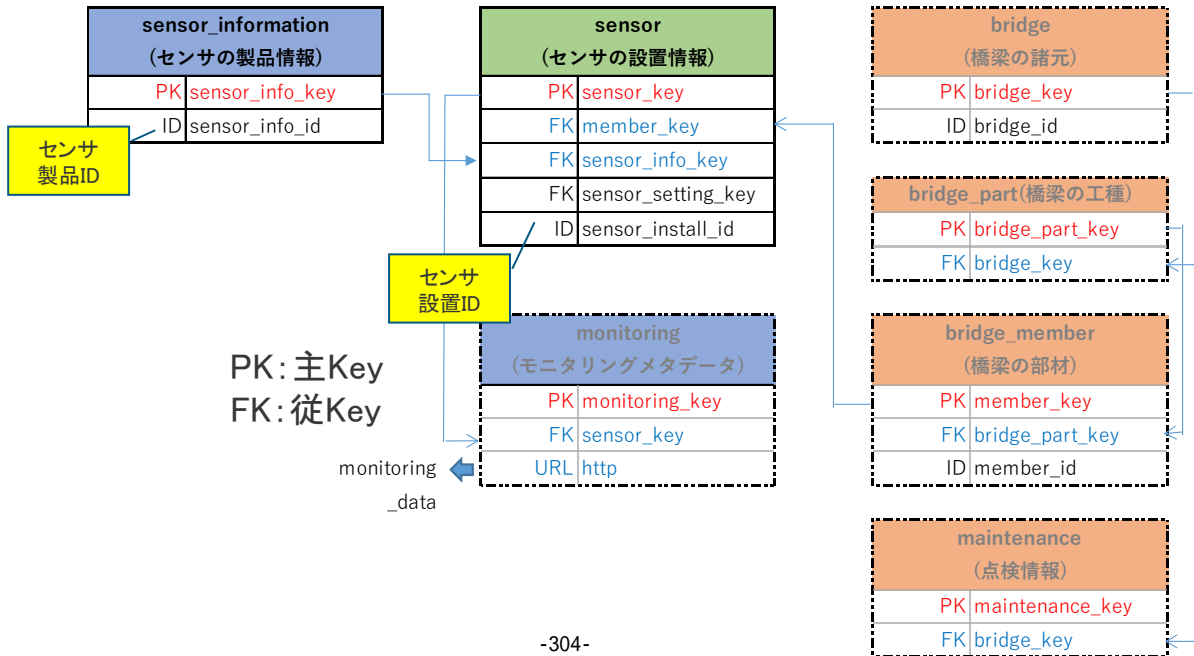 sensor_information
(センサの製品情報)
PK sensor_info_key
ID sensor_info_id
センサ
製品ID
sensor
(センサの設置情報)
PK sensor_key
FK member_key
FK sensor_info_key
FK sensor_setting_key
ID sensor_install_id
センサ
設置ID
monitoring
(モニタリングメタデータ)
PK monitoring_key
FK sensor_key
URL http
monitoring
_data
PK:主Key
FK:従Key
bridge
(橋梁の諸元)
PK bridge_key
ID bridge_id
bridge_part(橋梁の工種)
PK bridge_part_key
FK bridge_key
bridge_member
(橋梁の部材)
PK member_key
FK bridge_part_key
ID member_id
maintenance
(点検情報)
PK maintenance_key
FK bridge_key
-304-